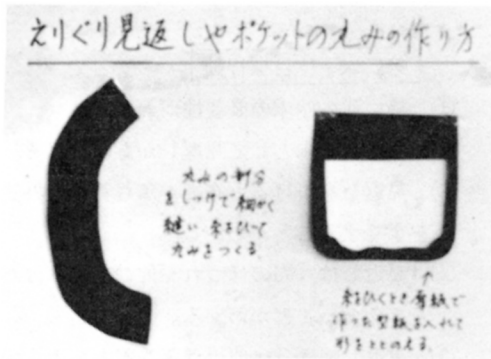 えりぐり見返しやポケットの丸みの作り方
丸みの部分
をしつけで細かく
縫い糸をひいて
丸みをつくる。
糸をひくとき厚紙で
作った型紙を入れて
形をととのえる。